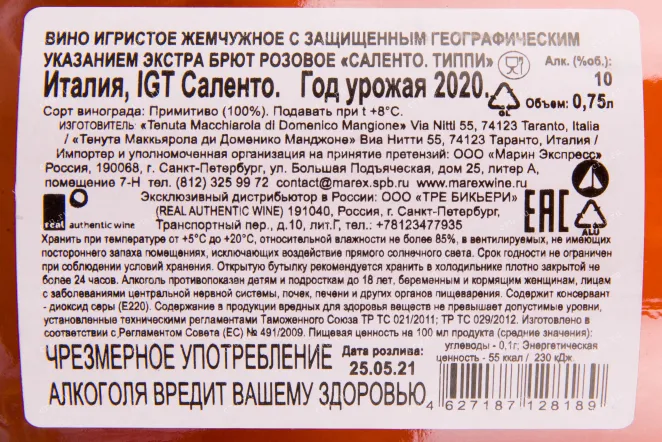 ВИНО ИГРИСТОЕ ЖЕМЧУЖНОЕ С ЗАЩИЩЕННЫМ ГЕОГРАФИЧЕСКИМ
УКАЗАНИЕМ ЭКСТРА БРЮТ РОЗОВОЕ «САЛЕНТО. ТИППИ» Алк. (%об.):
Италия, IGT Саленто. Год урожая 2020. 10
GL Объем: 0,75л
Сорт винограда: Примитиво (100%). Подавать при t +8°C.
ИЗГОТОВИТЕЛЬ: «Tenuta Macchiarola di Domenico Mangione» Via Nitti 55, 74123 Taranto, Italia
/ «Тенута Маккьярола ди Доменико Манджоне» Виа Нитти 55, 74123 Таранто, Италия /
Импортер и уполномоченная организация на принятие претензий: ООО «Марин Экспресс»
Россия, 190068, г. Санкт-Петербург, ул. Большая Подъяческая, дом 25, литер А,
помещение 7-Н тел. (812) 325 99 72 contact@marex.spb.ru www.marexwine.ru
Эксклюзивный дистрибьютор в России: ООО «ТРЕ БИКЬЕРИ»
(REAL AUTHENTIC WINE) 191040, Россия, г. Санкт-Петербург, EAC
real authentic wine Транспортный пер., д.10, лит.Г, тел.: +78123477935 ALU
Хранить при температуре от +5°C до +20°C, относительной влажности не более 85%, в вентилируемых, не имеющих
постороннего запаха помещениях, исключающих воздействие прямого солнечного света. Срок годности не ограничен
при соблюдении условий хранения. Открытую бутылку рекомендуется хранить в холодильнике плотно закрытой не
более 24 часов. Алкоголь противопоказан детям и подросткам до 18 лет, беременным и кормящим женщинам, лицам
с заболеваниями центральной нервной системы, почек, печени и других органов пищеварения. Содержит консервант
- диоксид серы (Е220). Содержание в продукции вредных для здоровья веществ не превышает допустимые уровни,
установленные техническими регламентами Таможенного Союза ТР ТС 021/2011; ТР ТС 029/2012. Изготовлено в
соответствии с Регламентом Совета (ЕС) № 491/2009. Пищевая ценность на 100 мл продукта (средние значения):
углеводы - 0,1г; Энергетическая
ценность - 55 ккал / 230 кДж.
ЧРЕЗМЕРНОЕ УПОТРЕБЛЕНИЕ Дата розлива:
25.05.21
АЛКОГОЛЯ ВРЕДИТ ВАШЕМУ ЗДОРОВЬЮ
4 627187 128189